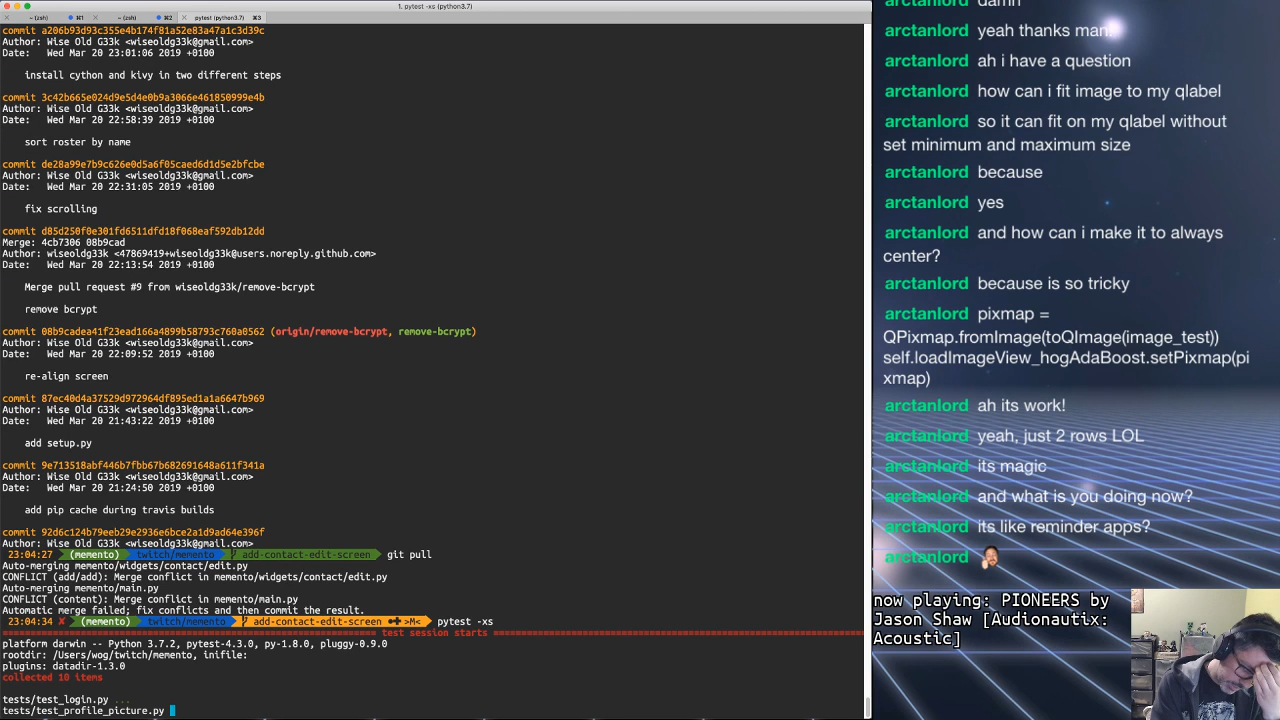 1. pytest -xs (python3.7)
~ (zsh) ⌘1
~ (zsh) ⌘2
pytest (python3.7) ⌘3
commit a206b93d93c355e4b174f81a52e83a47a1c3d39c
Author: Wise Old G33k <wiseoldg33k@gmail.com>
Date: Wed Mar 20 23:01:06 2019 +0100
install cython and kivy in two different steps
commit 3c42b665e024d9e5d4e0b9a3066e461850999e4b
Author: Wise Old G33k <wiseoldg33k@gmail.com>
Date: Wed Mar 20 22:58:39 2019 +0100
sort roster by name
commit de28a99e7b9c626e0d5a6f05caed6d1d5e2bfcbe
Author: Wise Old G33k <wiseoldg33k@gmail.com>
Date: Wed Mar 20 22:31:05 2019 +0100
fix scrolling
commit d85d250f0e301fd6511dfd18f068eaf592db12dd
Merge: 4cb7306 08b9cad
Author: wiseoldg33k <47869419+wiseoldg33k@users.noreply.github.com>
Date: Wed Mar 20 22:13:54 2019 +0100
Merge pull request #9 from wiseoldg33k/remove-bcrypt
remove bcrypt
commit 08b9cadea41f23ead166a4899b58793c760a0562 (origin/remove-bcrypt, remove-bcrypt)
Author: Wise Old G33k <wiseoldg33k@gmail.com>
Date: Wed Mar 20 22:09:52 2019 +0100
re-align screen
commit 87ec40d4a37529d972964df895ed1a1a6647b969
Author: Wise Old G33k <wiseoldg33k@gmail.com>
Date: Wed Mar 20 21:43:22 2019 +0100
add setup.py
commit 9e713518abf446b7fbb67b682691648a611f341a
Author: Wise Old G33k <wiseoldg33k@gmail.com>
Date: Wed Mar 20 21:24:50 2019 +0100
add pip cache during travis builds
commit 92d6c124b79eeb29e2936e6bce2a1d9ad64e396f
Author: Wise Old G33k <wiseoldg33k@gmail.com>
23:04:27 (memento) twitch/memento add-contact-edit-screen git pull
Auto-merging memento/widgets/contact/edit.py
CONFLICT (add/add): Merge conflict in memento/widgets/contact/edit.py
Auto-merging memento/main.py
CONFLICT (content): Merge conflict in memento/main.py
Automatic merge failed; fix conflicts and then commit the result.
23:04:34 ✘ (memento) twitch/memento add-contact-edit-screen ●✚ >M< pytest -xs
test session starts
platform darwin -- Python 3.7.2, pytest-4.3.0, py-1.8.0, pluggy-0.9.0
rootdir: /Users/wog/twitch/memento, inifile:
plugins: datadir-1.3.0
collected 10 items
tests/test_login.py ...
tests/test_profile_picture.py
arctanlord damn
arctanlord yeah thanks man!
arctanlord ah i have a question
arctanlord how can i fit image to my qlabel
arctanlord so it can fit on my qlabel without
set minimum and maximum size
arctanlord because
arctanlord yes
arctanlord and how can i make it to always
center?
arctanlord because is so tricky
arctanlord pixmap =
QPixmap.fromImage(toQImage(image_test))
self.loadImageView_hogAdaBoost.setPixmap(pi
xmap)
arctanlord ah its work!
arctanlord yeah, just 2 rows LOL
arctanlord its magic
arctanlord and what is you doing now?
arctanlord its like reminder apps?
arctanlord
now playing: PIONEERS by
Jason Shaw [Audionautix:
Acoustic]